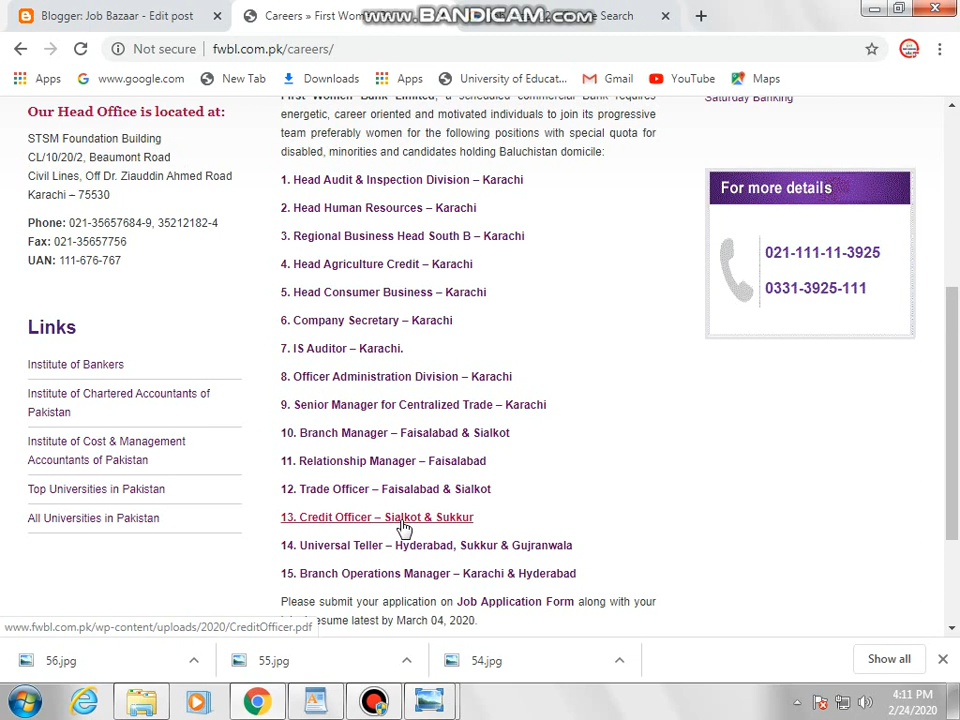 Blogger: Job Bazaar - Edit post
Careers » First Wom
www.BANDICAM.com
Search
Not secure
fwbl.com.pk/careers/
Apps
www.google.com
New Tab
Downloads
Apps
University of Educat...
Gmail
YouTube
Maps
Our Head Office is located at:
STSM Foundation Building
CL/10/20/2, Beaumont Road
Civil Lines, Off Dr. Ziauddin Ahmed Road
Karachi – 75530
Phone: 021-35657684-9, 35212182-4
Fax: 021-35657756
UAN: 111-676-767
Links
Institute of Bankers
Institute of Chartered Accountants of
Pakistan
Institute of Cost & Management
Accountants of Pakistan
Top Universities in Pakistan
All Universities in Pakistan
First Women Bank Limited, a scheduled commercial Bank requires
energetic, career oriented and motivated individuals to join its progressive
team preferably women for the following positions with special quota for
disabled, minorities and candidates holding Baluchistan domicile:
1. Head Audit & Inspection Division – Karachi
2. Head Human Resources – Karachi
3. Regional Business Head South B – Karachi
4. Head Agriculture Credit – Karachi
5. Head Consumer Business – Karachi
6. Company Secretary – Karachi
7. IS Auditor – Karachi.
8. Officer Administration Division – Karachi
9. Senior Manager for Centralized Trade – Karachi
10. Branch Manager – Faisalabad & Sialkot
11. Relationship Manager – Faisalabad
12. Trade Officer – Faisalabad & Sialkot
13. Credit Officer – Sialkot & Sukkur
14. Universal Teller – Hyderabad, Sukkur & Gujranwala
15. Branch Operations Manager – Karachi & Hyderabad
Please submit your application on Job Application Form along with your
esume latest by March 04, 2020.
Saturday Banking
For more details
021-111-11-3925
0331-3925-111
www.fwbl.com.pk/wp-content/uploads/2020/CreditOfficer.pdf
56.jpg
55.jpg
54.jpg
Show all
4:11 PM
2/24/2020